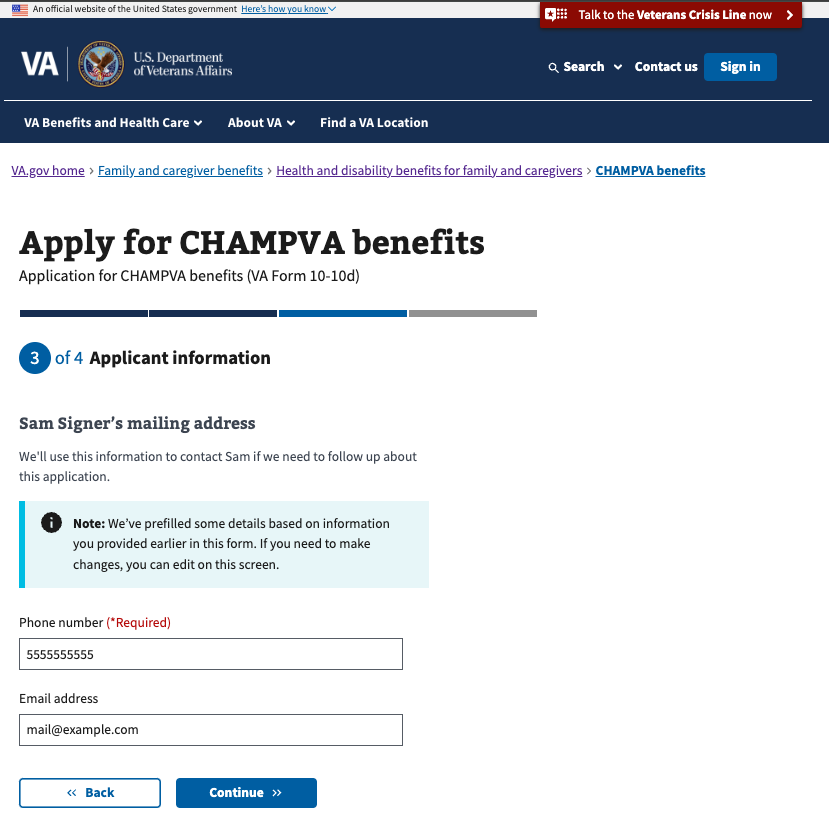 An official website of the United States government Here's how you know
Talk to the Veterans Crisis Line now
VA
U.S. Department
of Veterans Affairs
Search
Contact us
Sign in
VA Benefits and Health Care
About VA
Find a VA Location
VA.gov home › Family and caregiver benefits › Health and disability benefits for family and caregivers › CHAMPVA benefits
Apply for CHAMPVA benefits
Application for CHAMPVA benefits (VA Form 10-10d)
3 of 4 Applicant information
Sam Signer’s mailing address
We'll use this information to contact Sam if we need to follow up about
this application.
Note: We’ve prefilled some details based on information
you provided earlier in this form. If you need to make
changes, you can edit on this screen.
Phone number (*Required)
5555555555
Email address
mail@example.com
« Back
Continue »